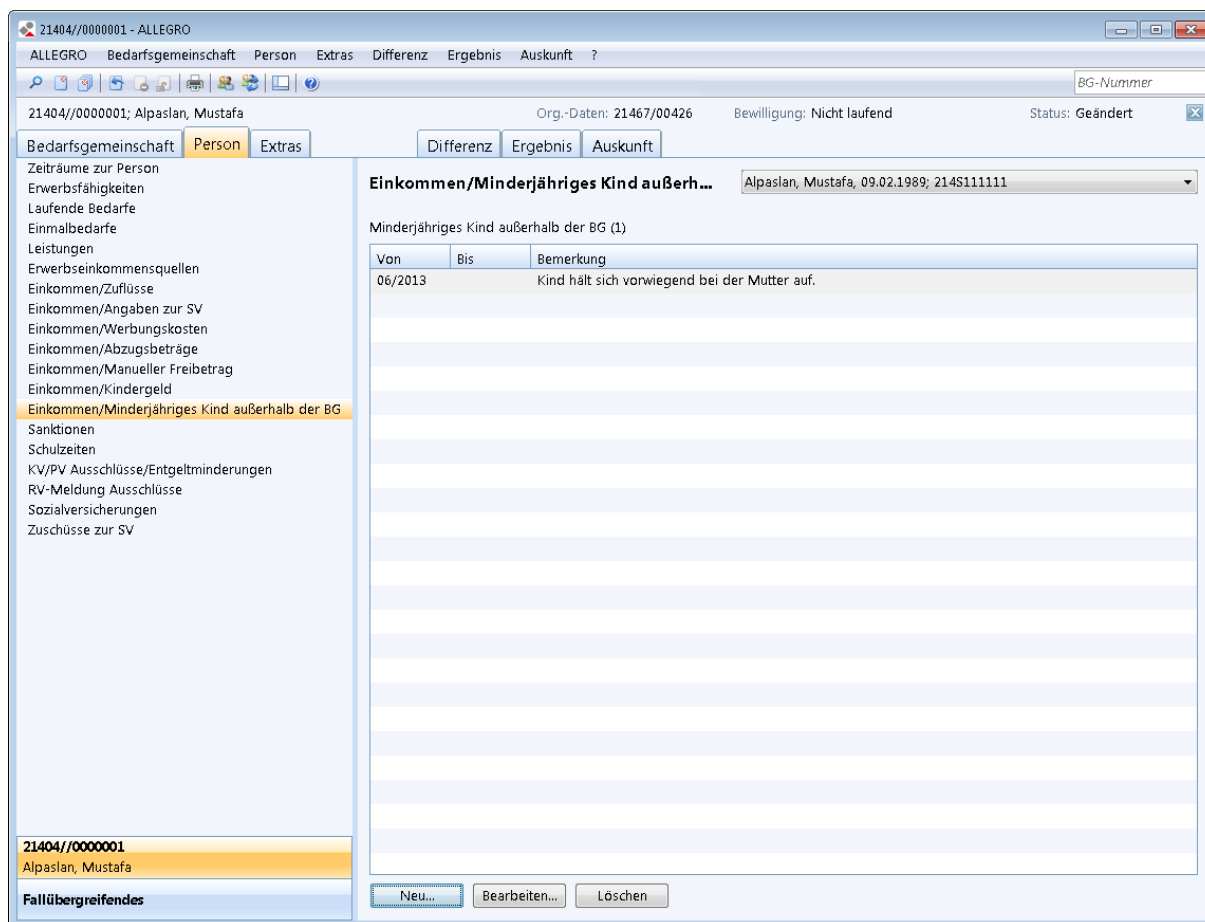 21404//0000001 - ALLEGRO
ALLEGRO Bedarfsgemeinschaft Person Extras Differenz Ergebnis Auskunft ?
BG-Nummer
21404//0000001; Alpaslan, Mustafa Org.-Daten: 21467/00426 Bewilligung: Nicht laufend Status: Geändert
Bedarfsgemeinschaft Person Extras Differenz Ergebnis Auskunft
Zeiträume zur Person
Erwerbsfähigkeiten
Laufende Bedarfe
Einmalbedarfe
Leistungen
Erwerbseinkommensquellen
Einkommen/Zuflüsse
Einkommen/Angaben zur SV
Einkommen/Werbungskosten
Einkommen/Abzugsbeträge
Einkommen/Manueller Freibetrag
Einkommen/Kindergeld
Einkommen/Minderjähriges Kind außerhalb der BG
Sanktionen
Schulzeiten
KV/PV Ausschlüsse/Entgeltminderungen
RV-Meldung Ausschlüsse
Sozialversicherungen
Zuschüsse zur SV
21404//0000001
Alpaslan, Mustafa
Fallübergreifendes
Einkommen/Minderjähriges Kind außerh... Alpaslan, Mustafa, 09.02.1989; 214S111111
Minderjähriges Kind außerhalb der BG (1)
Von Bis Bemerkung
06/2013 Kind hält sich vorwiegend bei der Mutter auf.
Neu... Bearbeiten... Löschen